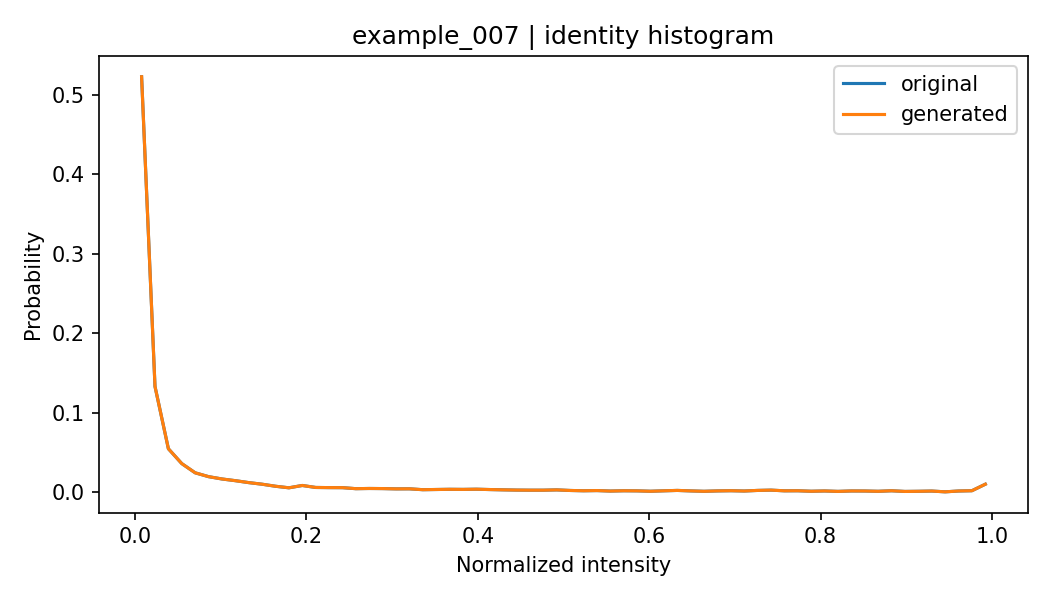 example_007 | identity histogram
original
generated
Probability
0.5
0.4
0.3
0.2
0.1
0.0
0.0 0.2 0.4 0.6 0.8 1.0
Normalized intensity